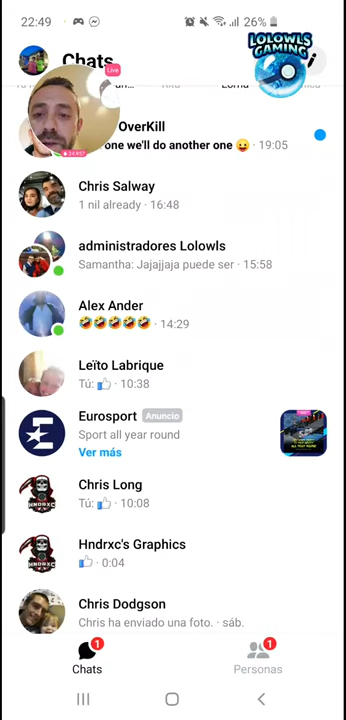 22:49
26%
LOLOWLS
GAMING
Chats
Live
Lorna
OverKill
one we'll do another one 😀 · 19:05
Chris Salway
1 nil already · 16:48
administradores Lolowls
Samantha: Jajajjaja puede ser · 15:58
Alex Ander
🤣🤣🤣🤣🤣 · 14:29
Leïto Labrique
Tú: 👍 · 10:38
Eurosport Anuncio
Sport all year round
Ver más
Chris Long
Tú: 👍 · 10:08
HNDRXC
Hndrxc's Graphics
👍 · 0:04
HNDRXC
Chris Dodgson
Chris ha enviado una foto. · sáb.
1
1
Chats
Personas